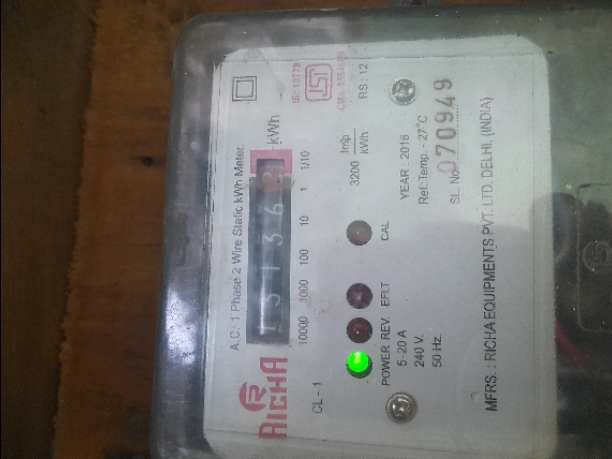 A.C. 1 Phase 2 Wire Static kWh Meter
IS: 13779
RICHA
kWh
10000 1000 100 10 1 1/10
CL - 1
RS: 12
3200 Imp/kWh
POWER REV. EFLT CAL
5-20 A
240 V.
50 Hz.
YEAR : 2016
Ref. Temp. - 27°C
SL. No. 070949
MFRS. : RICHA EQUIPMENTS PVT. LTD. DELHI, (INDIA)